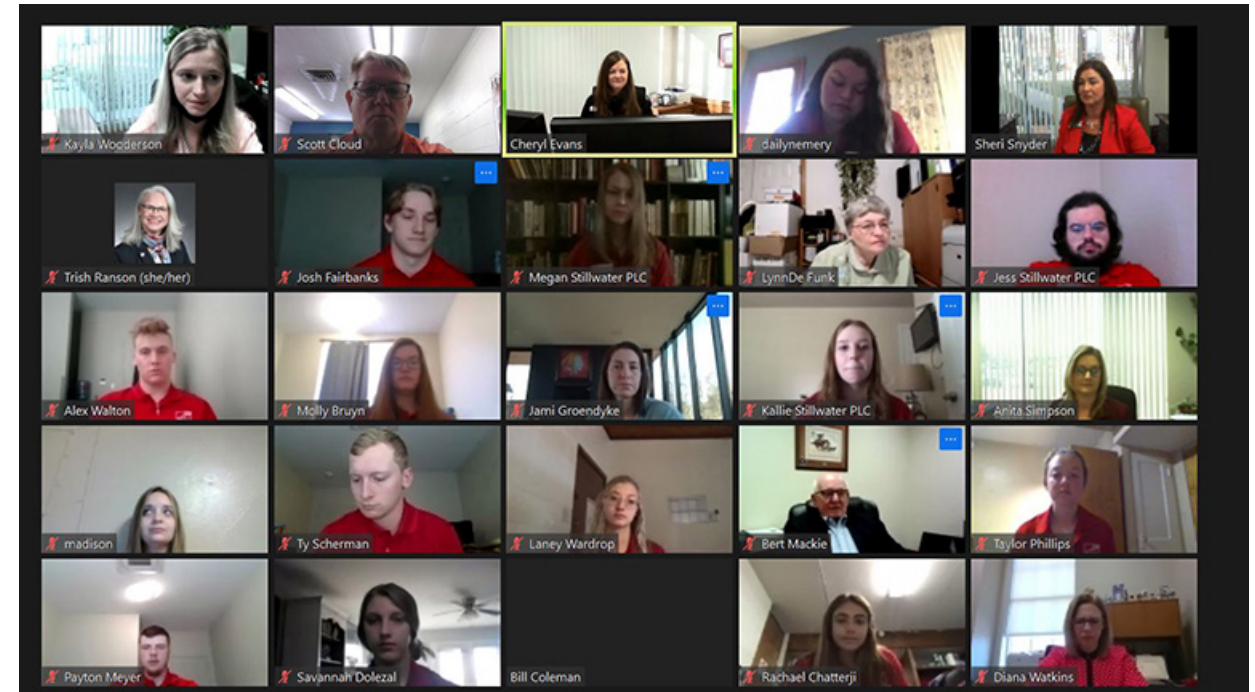 Kayla Wooderson
Scott Cloud
Cheryl Evans
dailynemery
Sheri Snyder
Trish Ranson (she/her)
Josh Fairbanks
Megan Stillwater PLC
LynnDe Funk
Jess Stillwater PLC
Alex Walton
Molly Bruyn
Jami Groendyke
Kallie Stillwater PLC
Anita Simpson
madison
Ty Scherman
Laney Wardrop
Bert Mackie
Taylor Phillips
Payton Meyer
Savannah Dolezal
Bill Coleman
Rachael Chatterji
Diana Watkins